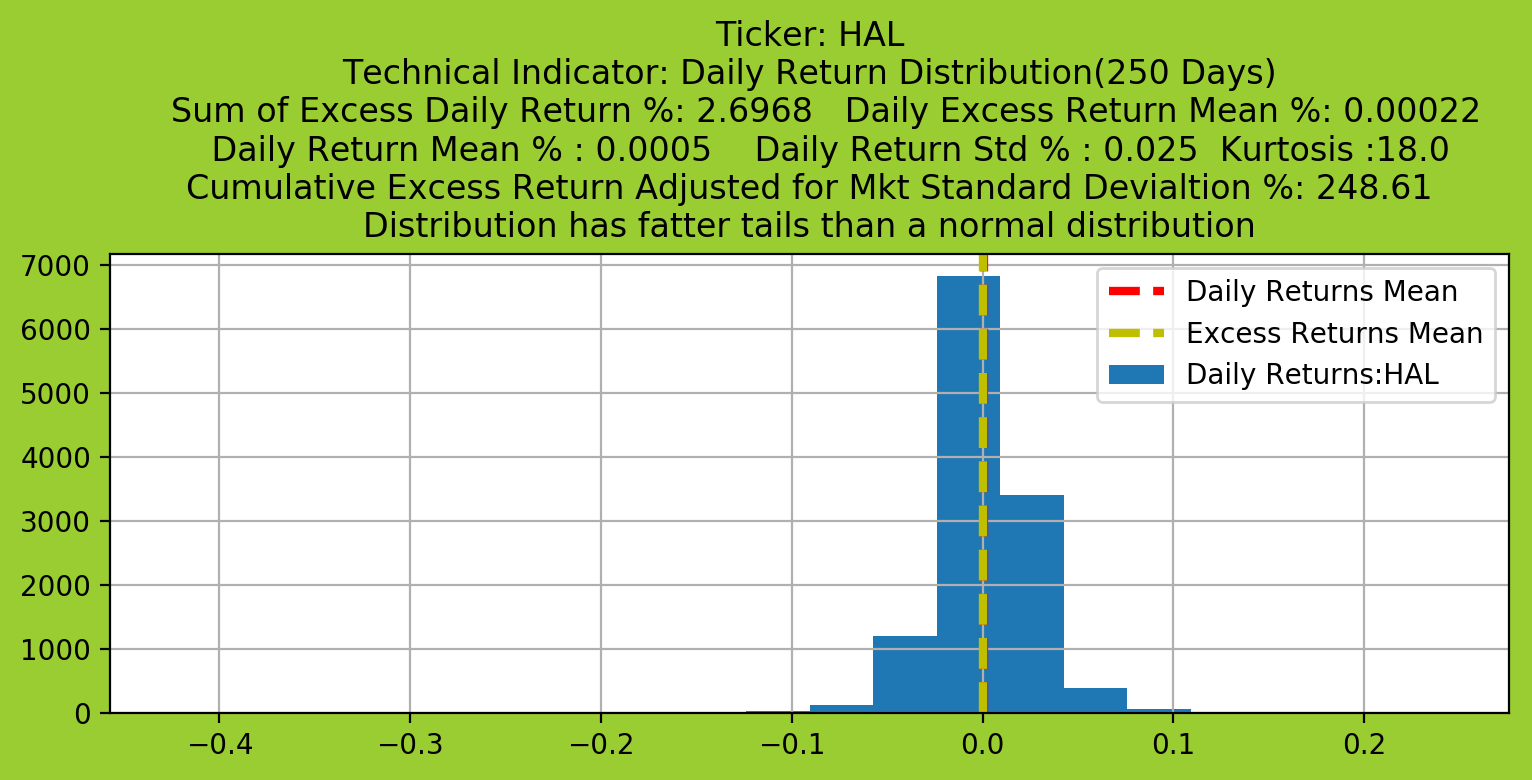 Ticker: HAL
Technical Indicator: Daily Return Distribution(250 Days)
Sum of Excess Daily Return %: 2.6968   Daily Excess Return Mean %: 0.00022
Daily Return Mean % : 0.0005    Daily Return Std % : 0.025  Kurtosis :18.0
Cumulative Excess Return Adjusted for Mkt Standard Devialtion %: 248.61
Distribution has fatter tails than a normal distribution
7000
6000
5000
4000
3000
2000
1000
0
Daily Returns Mean
Excess Returns Mean
Daily Returns:HAL
−0.4 −0.3 −0.2 −0.1 0.0 0.1 0.2